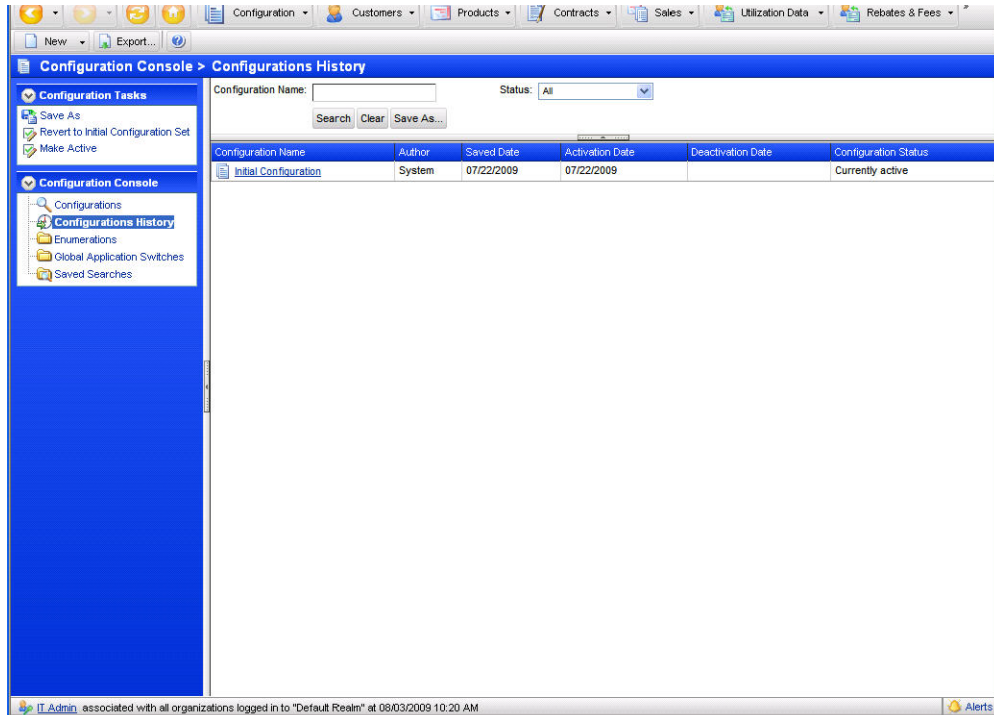 Configuration Customers Products Contracts Sales Utilization Data Rebates & Fees »
New Export...
Configuration Console > Configurations History
Configuration Tasks
Save As
Revert to Initial Configuration Set
Make Active
Configuration Console
Configurations
Configurations History
Enumerations
Global Application Switches
Saved Searches
Configuration Name: Status: All
Search Clear Save As...
Configuration Name Author Saved Date Activation Date Deactivation Date Configuration Status
Initial Configuration System 07/22/2009 07/22/2009 Currently active
IT Admin associated with all organizations logged in to "Default Realm" at 08/03/2009 10:20 AM Alerts